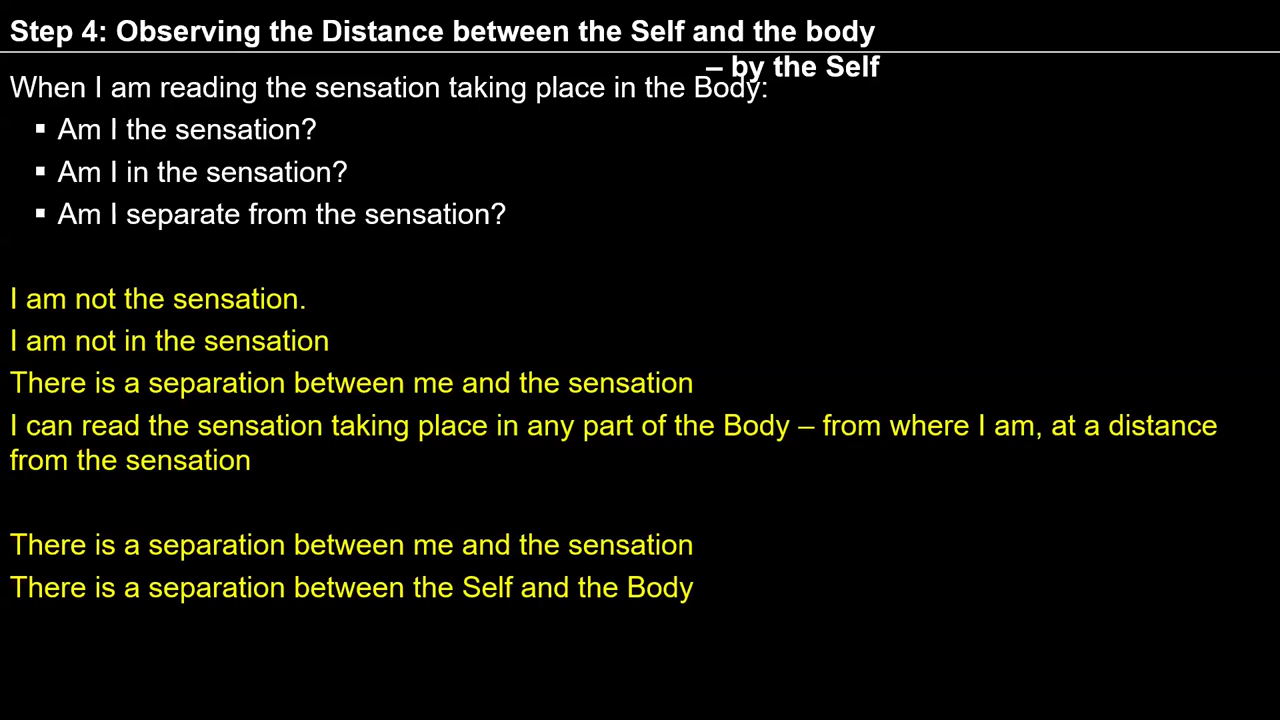 Step 4: Observing the Distance between the Self and the body
– by the Self
When I am reading the sensation taking place in the Body:
▪ Am I the sensation?
▪ Am I in the sensation?
▪ Am I separate from the sensation?
I am not the sensation.
I am not in the sensation
There is a separation between me and the sensation
I can read the sensation taking place in any part of the Body – from where I am, at a distance
from the sensation
There is a separation between me and the sensation
There is a separation between the Self and the Body